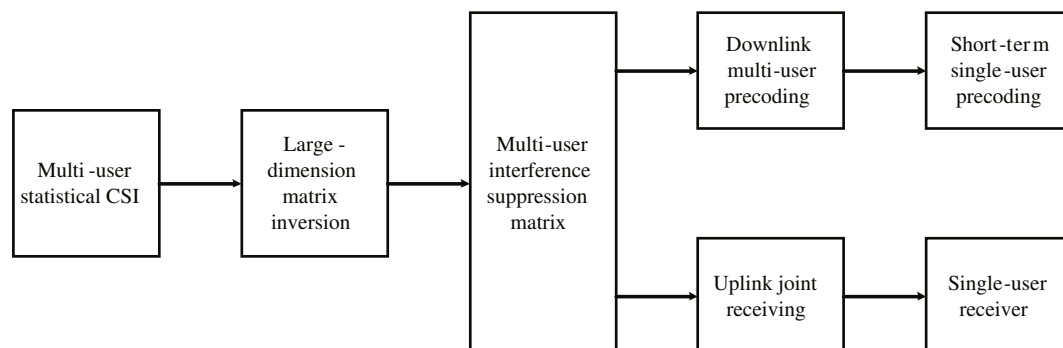 Multi-user
statistical CSI
Large-
dimension
matrix
inversion
Multi-user
interference
suppression
matrix
Downlink
multi-user
precoding
Short-term
single-user
precoding
Uplink joint
receiving
Single-user
receiver